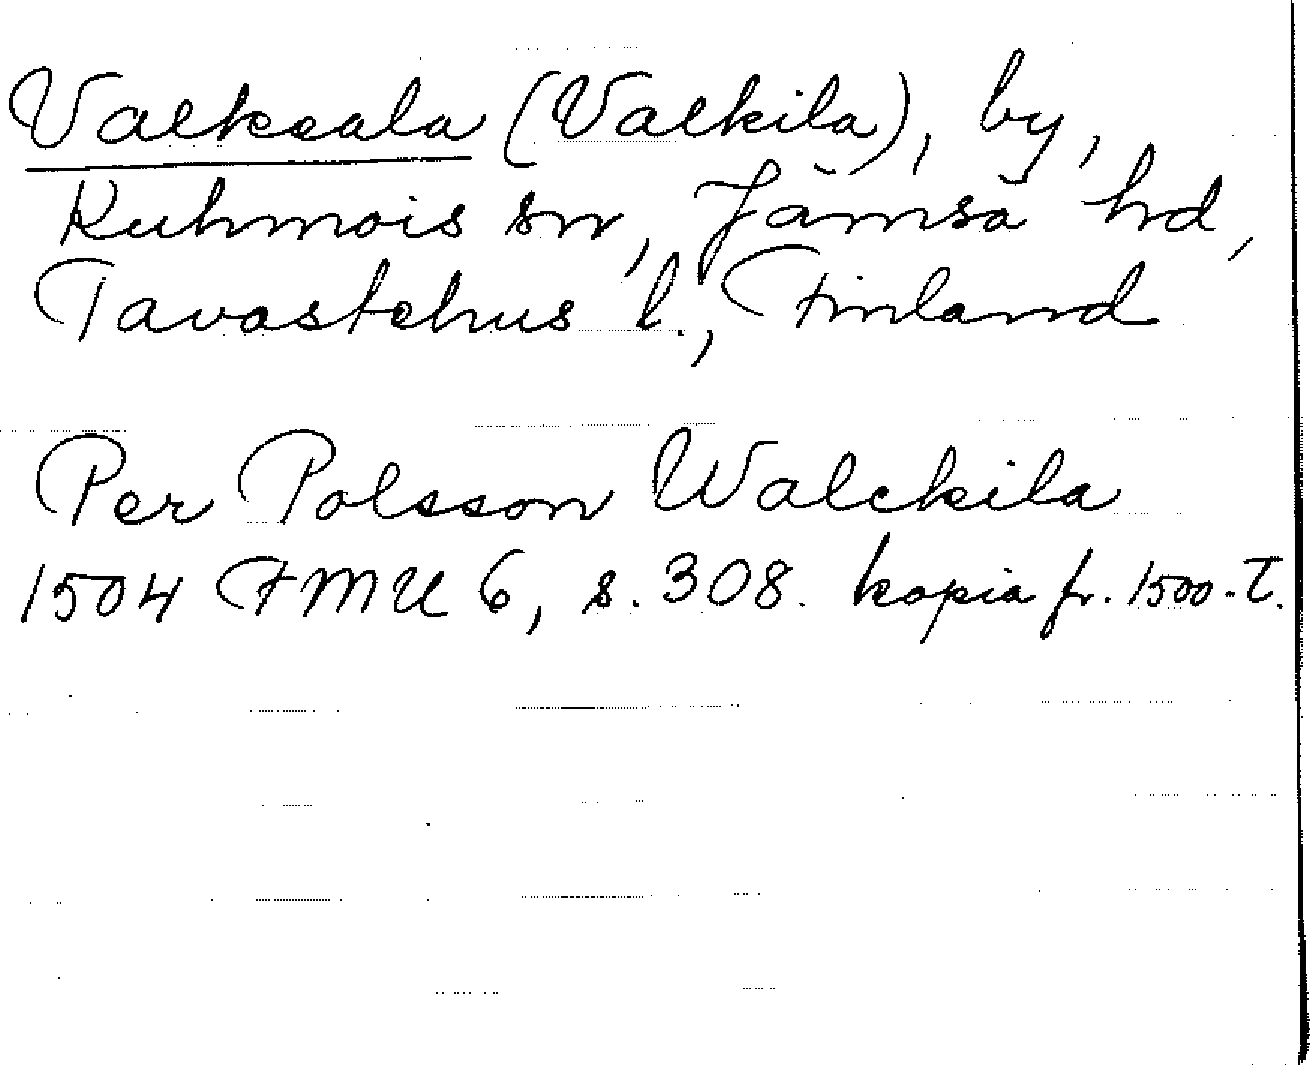 Valkeala (Valkila), by,
Kuhmois sn, Jämsä hd,
Tavastehus l., Finland
Per Polsson Walckila
1504 FMU 6, s. 308. kopia fr. 1500-t.